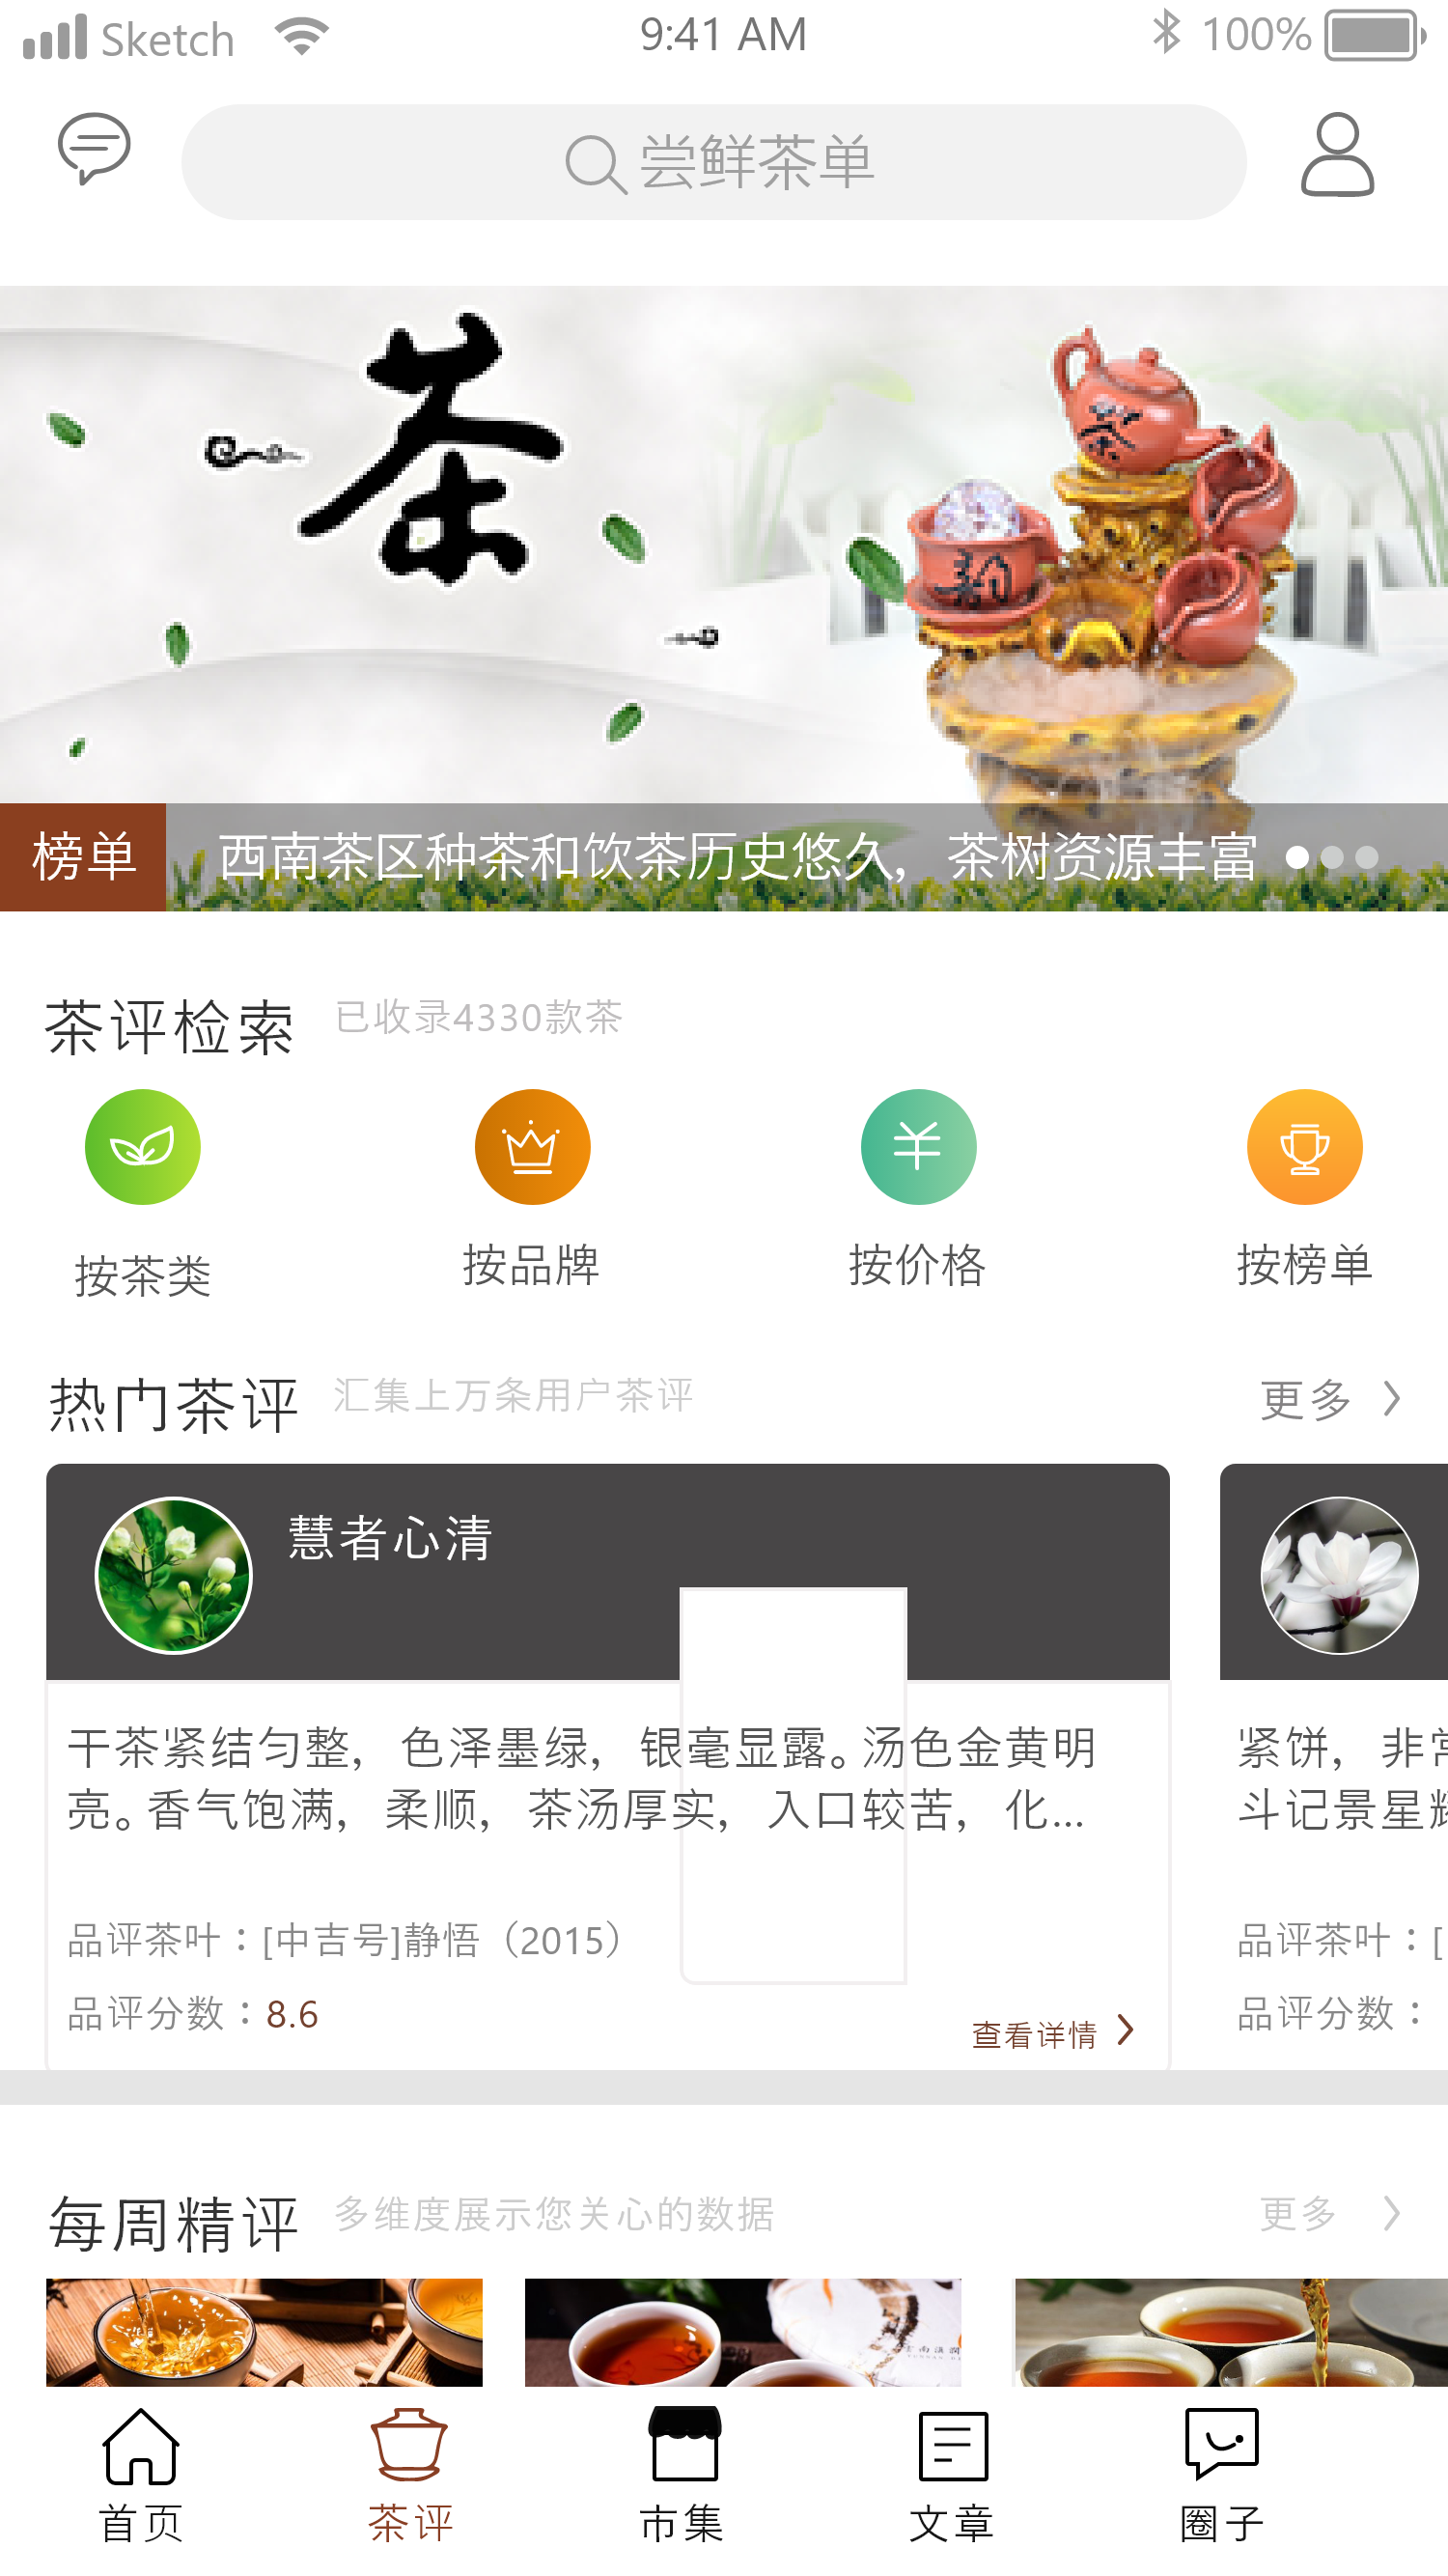 Sketch
9:41 AM
100%
尝鲜茶单
茶
茶
韵
榜单
西南茶区种茶和饮茶历史悠久，茶树资源丰富
茶评检索
已收录4330款茶
按茶类
按品牌
按价格
按榜单
热门茶评
汇集上万条用户茶评
更多
慧者心清
干茶紧结匀整，色泽墨绿，银毫显露。汤色金黄明
亮。香气饱满，柔顺，茶汤厚实，入口较苦，化...
品评茶叶：[中吉号]静悟（2015）
品评分数：8.6
查看详情
紧饼，非常
斗记景星辉
品评茶叶：[
品评分数：
每周精评
多维度展示您关心的数据
更多
首页
茶评
市集
文章
圈子